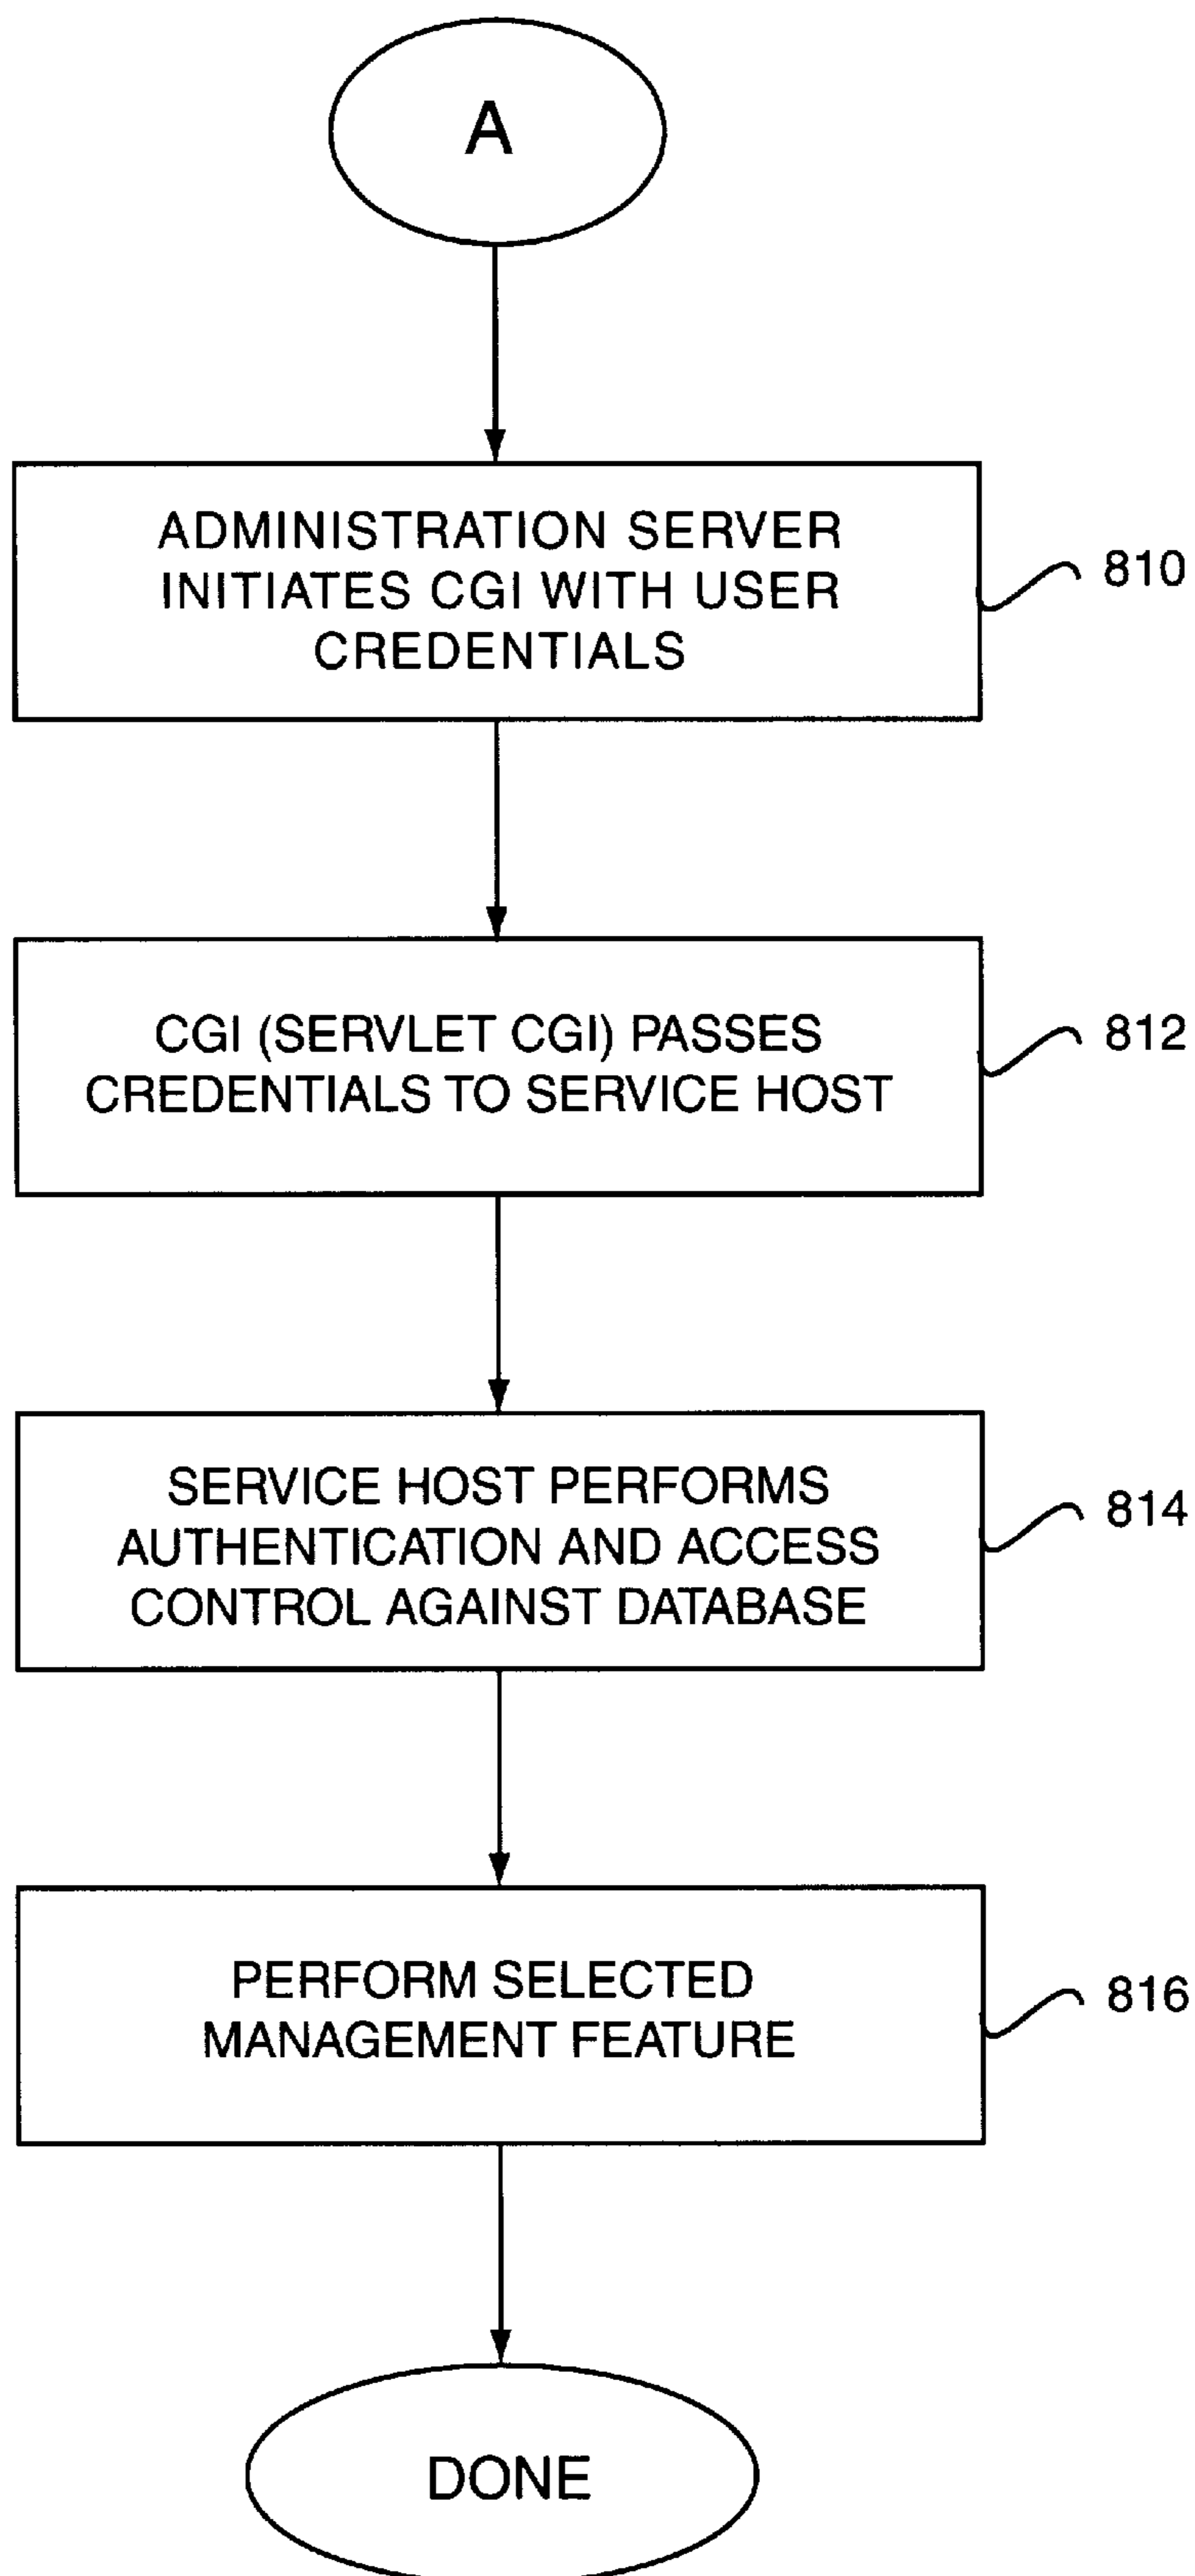 A
ADMINISTRATION SERVER
INITIATES CGI WITH USER
CREDENTIALS
810
CGI (SERVLET CGI) PASSES
CREDENTIALS TO SERVICE HOST
812
SERVICE HOST PERFORMS
AUTHENTICATION AND ACCESS
CONTROL AGAINST DATABASE
814
PERFORM SELECTED
MANAGEMENT FEATURE
816
DONE